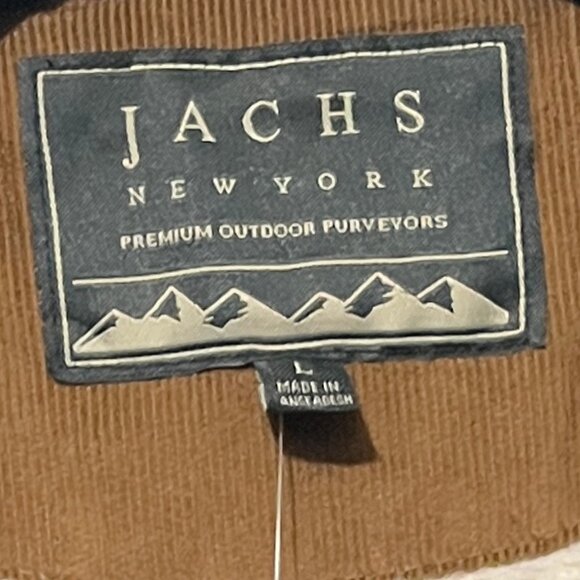 JACHS
NEW YORK
PREMIUM OUTDOOR PURVEYORS
L
MADE IN